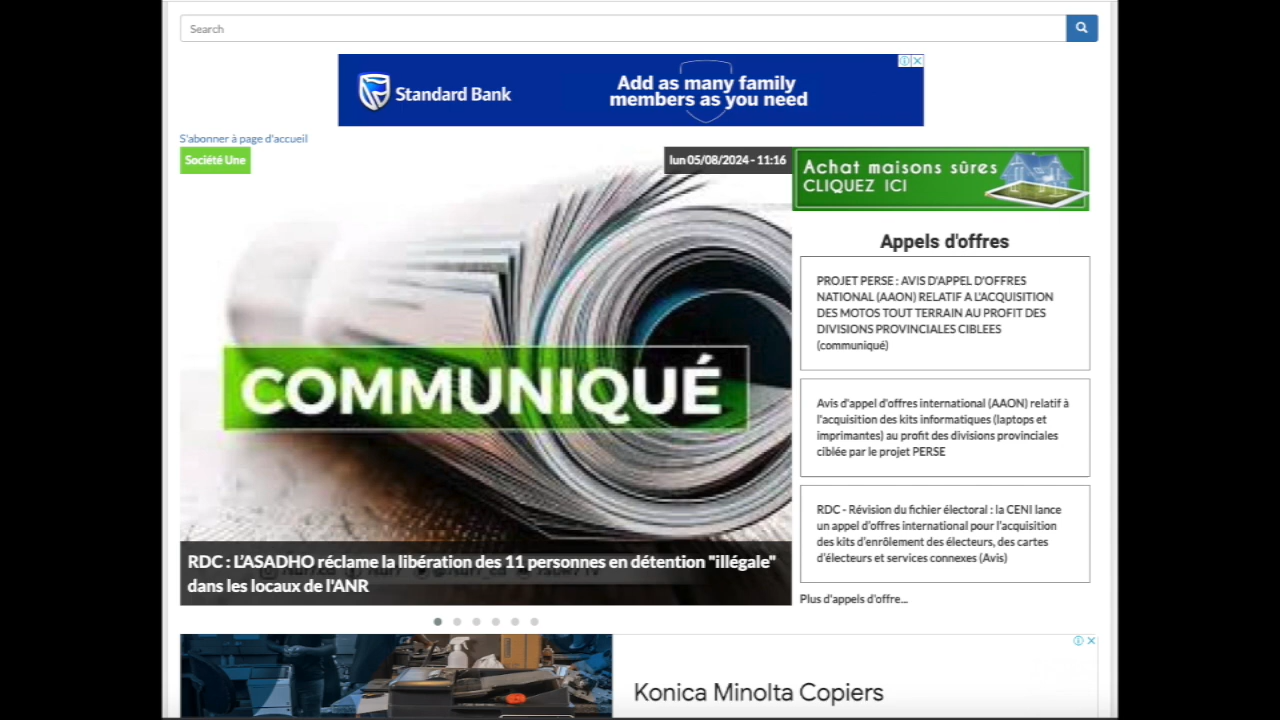 Search
Standard Bank
Add as many family
members as you need
S'abonner à page d'accueil
Société Une
lun 05/08/2024 - 11:16
COMMUNIQUÉ
RDC : L'ASADHO réclame la libération des 11 personnes en détention "illégale"
dans les locaux de l'ANR
Achat maisons sûres
CLIQUEZ ICI
Appels d'offres
PROJET PERSE : AVIS D'APPEL D'OFFRES
NATIONAL (AAON) RELATIF A L'ACQUISITION
DES MOTOS TOUT TERRAIN AU PROFIT DES
DIVISIONS PROVINCIALES CIBLEES
(communiqué)
Avis d'appel d'offres international (AAON) relatif à
l'acquisition des kits informatiques (laptops et
imprimantes) au profit des divisions provinciales
ciblée par le projet PERSE
RDC - Révision du fichier électoral : la CENI lance
un appel d'offres international pour l'acquisition
des kits d'enrôlement des électeurs, des cartes
d'électeurs et services connexes (Avis)
Plus d'appels d'offre...
Konica Minolta Copiers